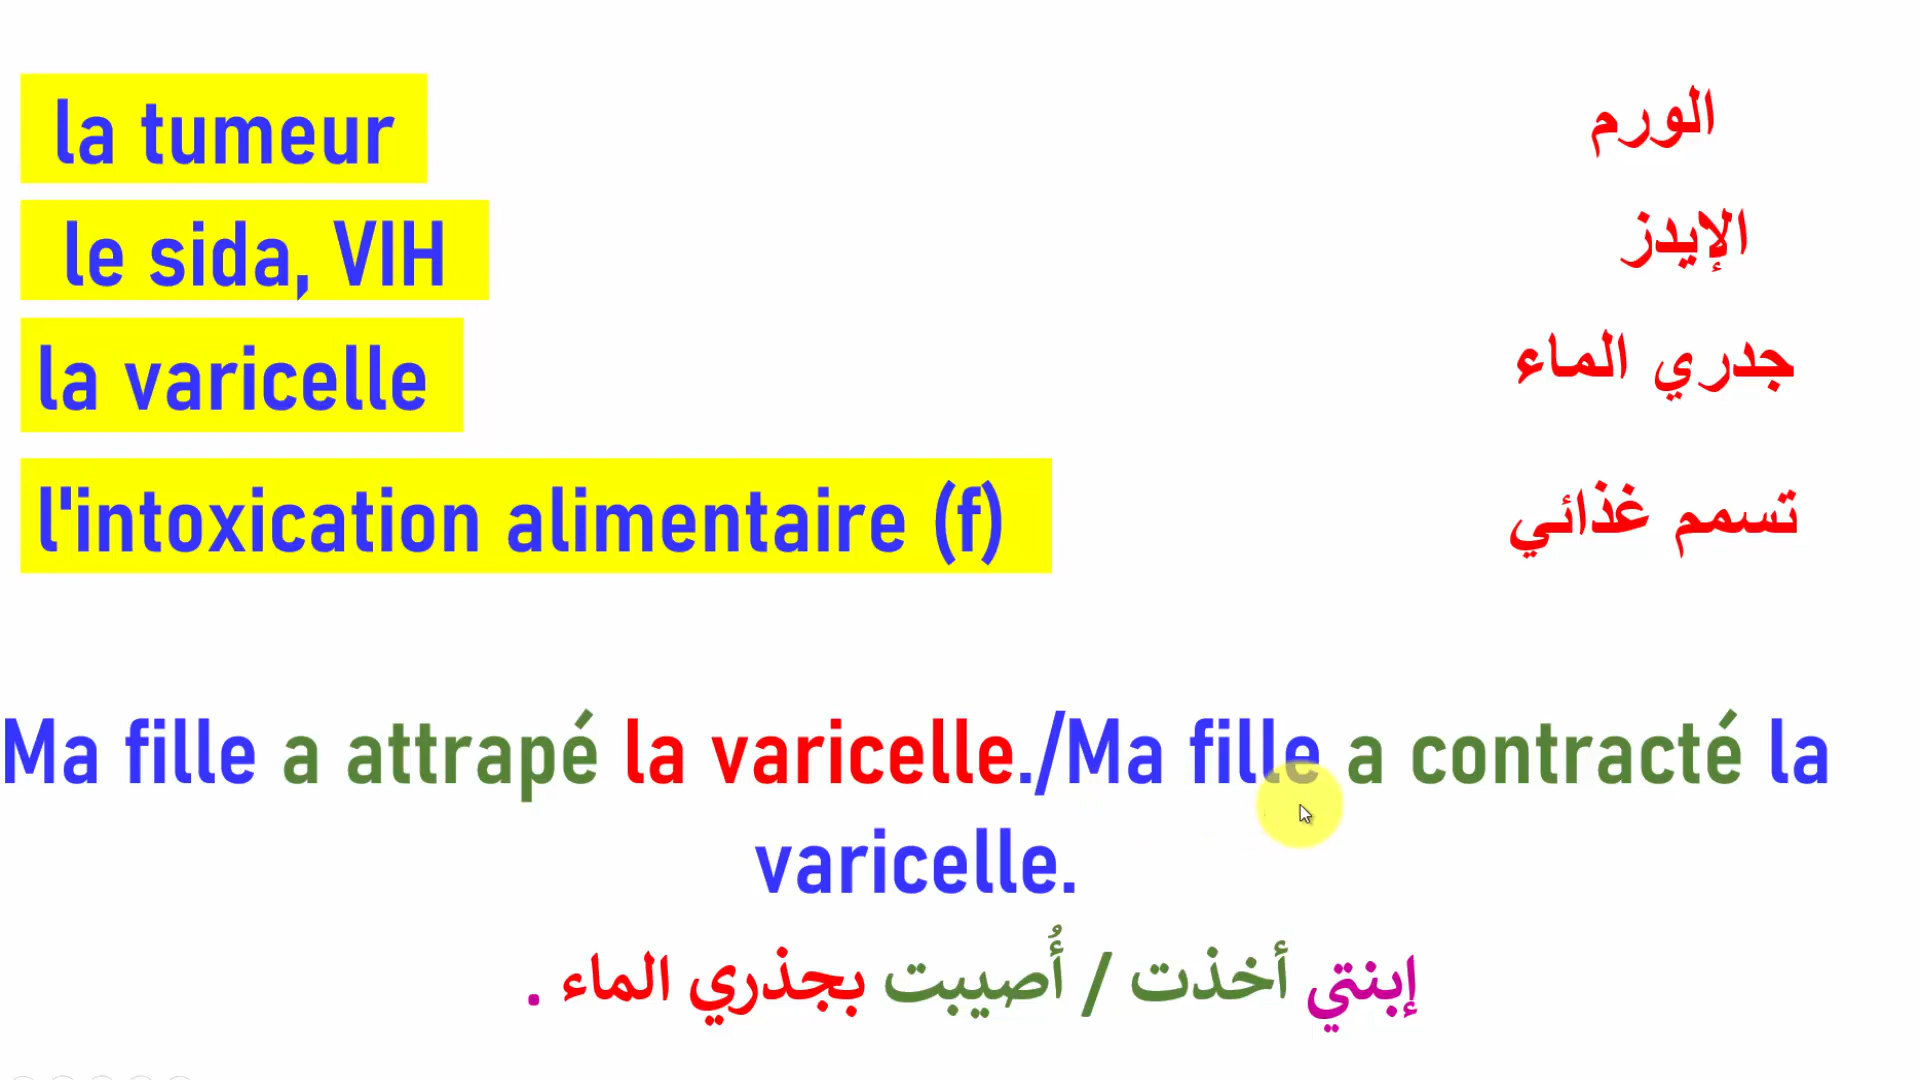 la tumeur الورم
le sida, VIH الإيدز
la varicelle جدري الماء
l'intoxication alimentaire (f) تسمم غذائي
Ma fille a attrapé la varicelle./Ma fille a contracté la
varicelle.
إبنتي أخذت / أُصيبت بجذري الماء .